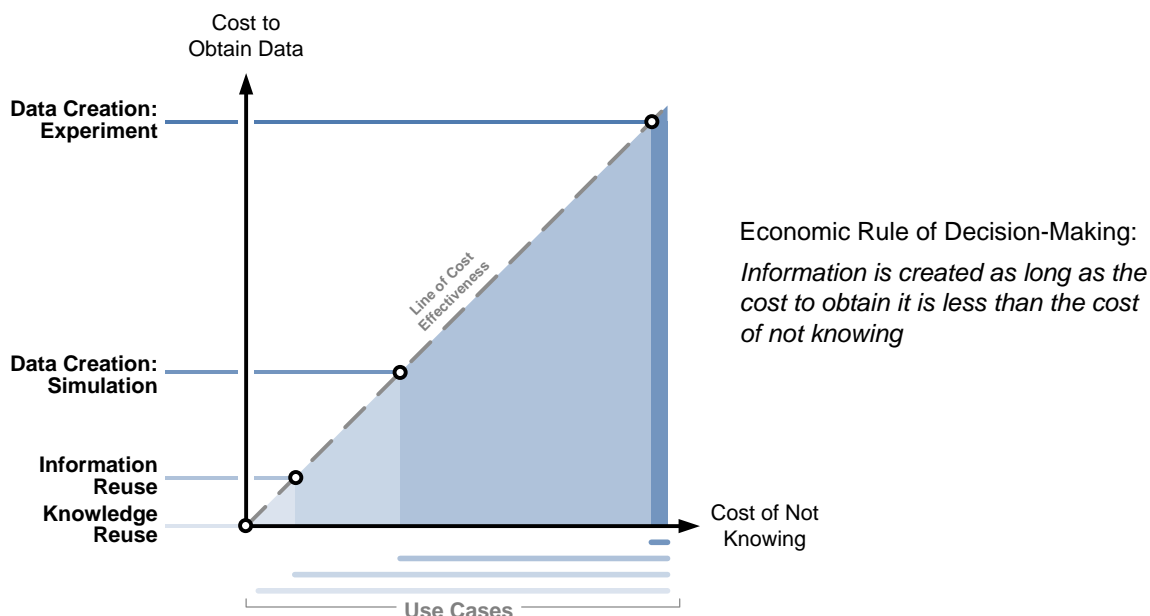 Cost to
Obtain Data
Data Creation:
Experiment
Line of Cost
Effectiveness
Economic Rule of Decision-Making:
Information is created as long as the
cost to obtain it is less than the cost
of not knowing
Data Creation:
Simulation
Information
Reuse
Knowledge
Reuse
Cost of Not
Knowing
Use Cases